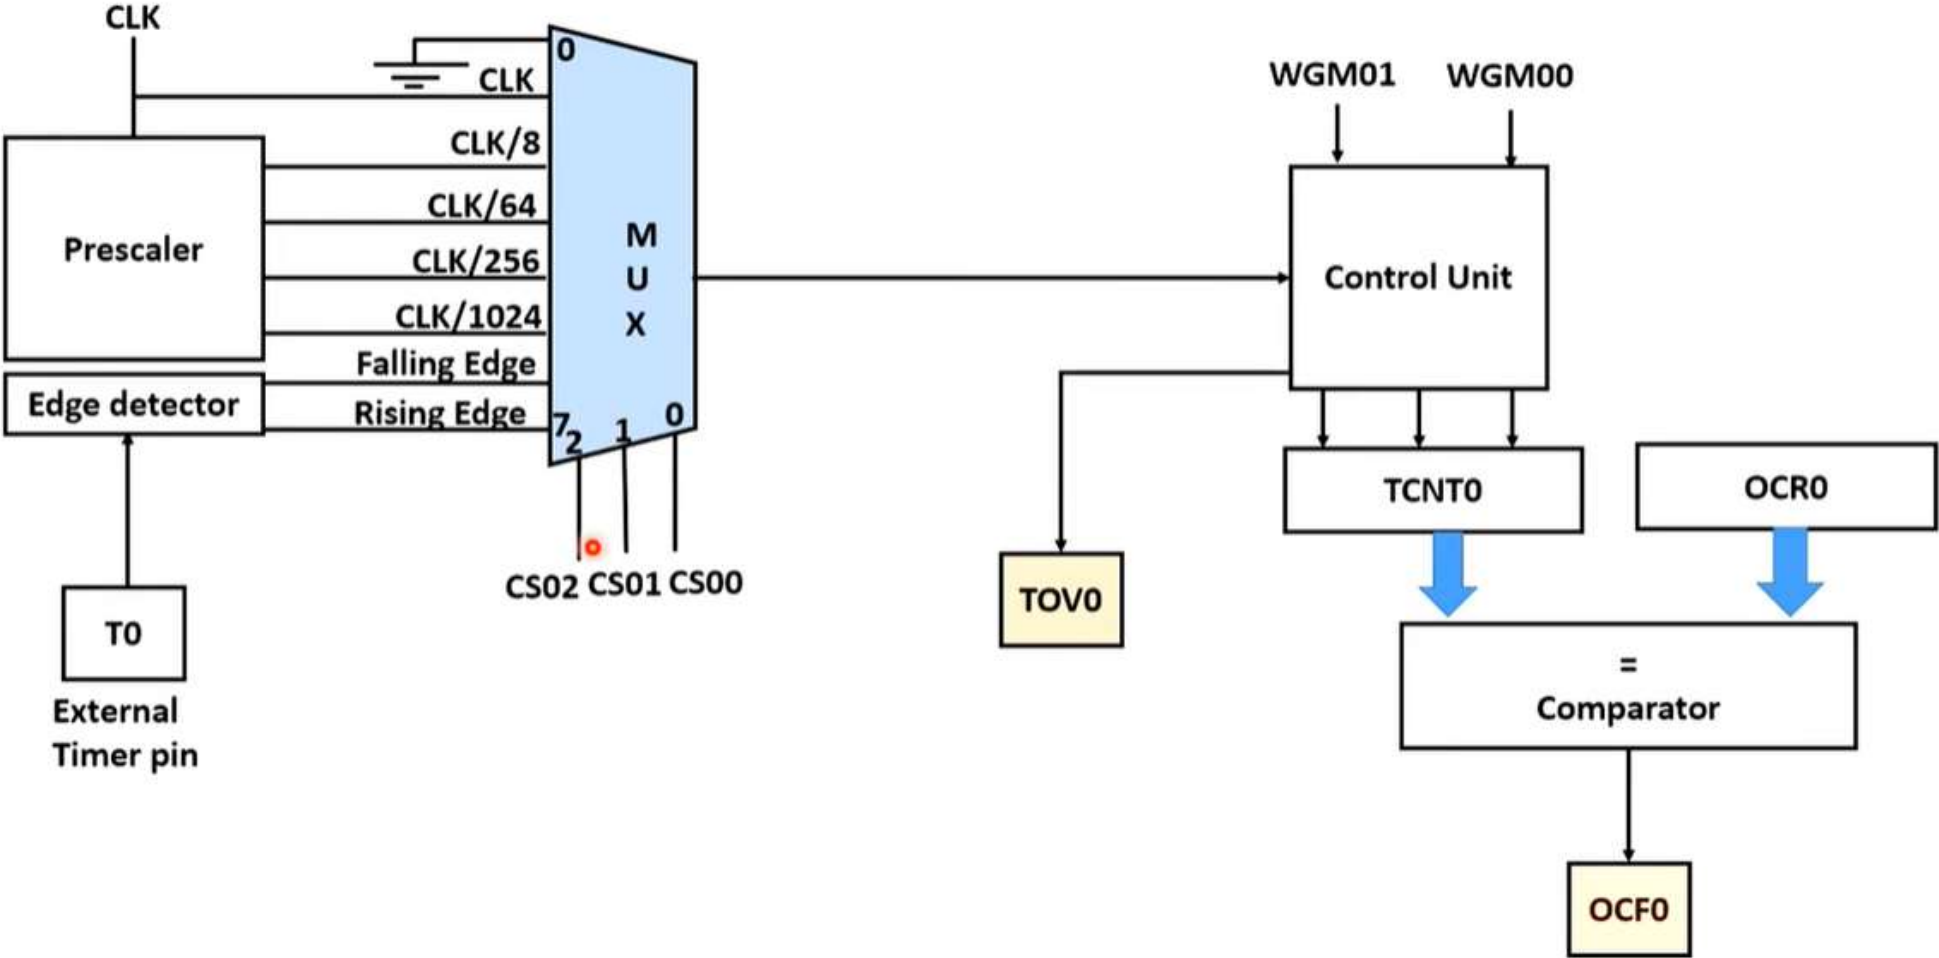 CLK
0
CLK
CLK/8
CLK/64
CLK/256
CLK/1024
Falling Edge
Rising Edge
7
2
1
0
M
U
X
Prescaler
Edge detector
T0
External
Timer pin
CS02 CS01 CS00
WGM01 WGM00
Control Unit
TCNT0
OCR0
TOV0
=
Comparator
OCF0